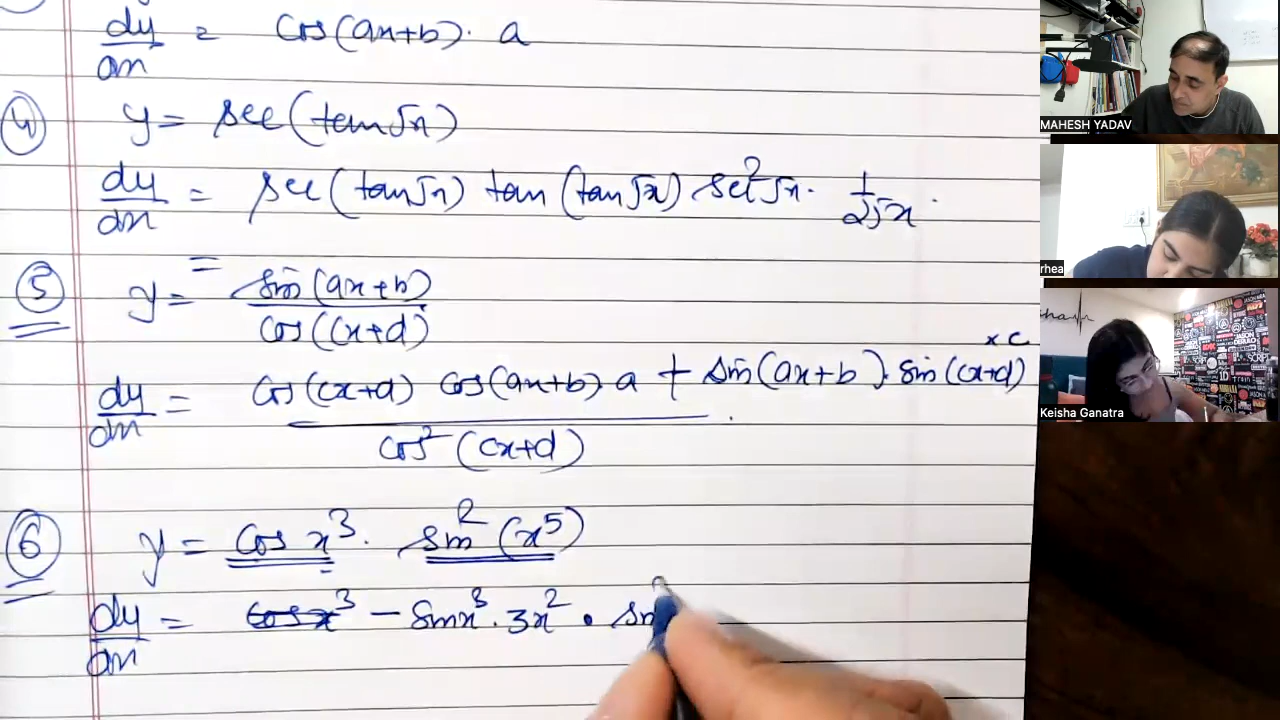 dy/dx = cos(ax+b). a
④ y = sec(tan√x)
dy/dx = sec(tan√x) tan(tan√x) sec²√x. 1/2√x .
⑤ y = sin(ax+b)/cos(cx+d)
x c
dy/dx = cos(cx+d) cos(ax+b). a + sin(ax+b). sin(cx+d) / cos²(cx+d)
⑥ y = cos x³. sin²(x⁵)
dy/dx = cos x³ - sinx³. 3x² . sin
MAHESH YADAV
rhea
Keisha Ganatra